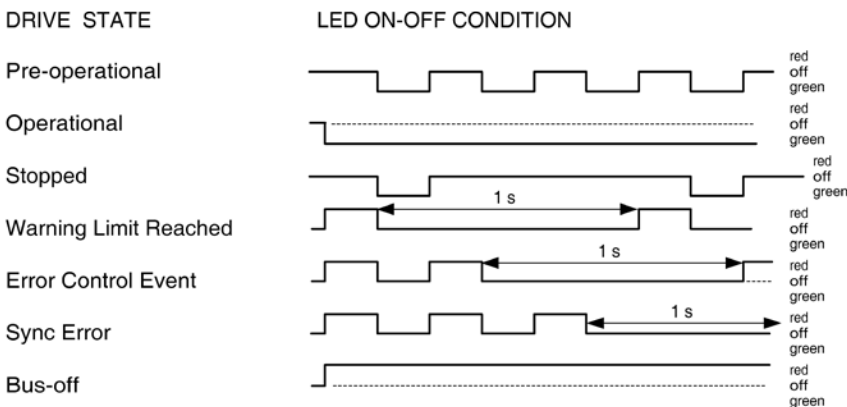 DRIVE STATE LED ON-OFF CONDITION
Pre-operational red
off
green
Operational red
off
green
Stopped red
off
green
1 s
Warning Limit Reached red
off
green
1 s
Error Control Event red
off
green
1 s
Sync Error red
off
green
Bus-off red
off
green